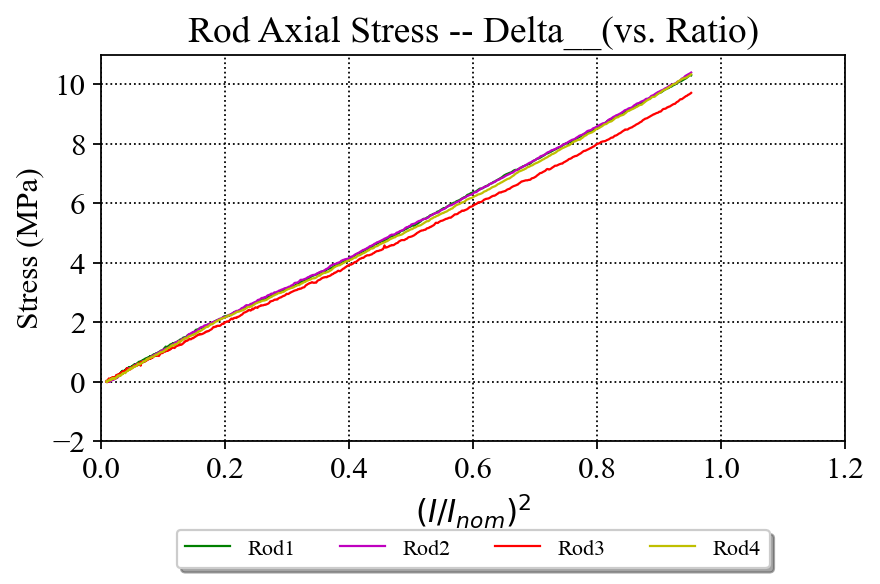 Rod Axial Stress -- Delta__(vs. Ratio)
10
8
6
4
2
0
−2
Stress (MPa)
0.0 0.2 0.4 0.6 0.8 1.0 1.2
(I/I_nom)^2
Rod1 Rod2 Rod3 Rod4